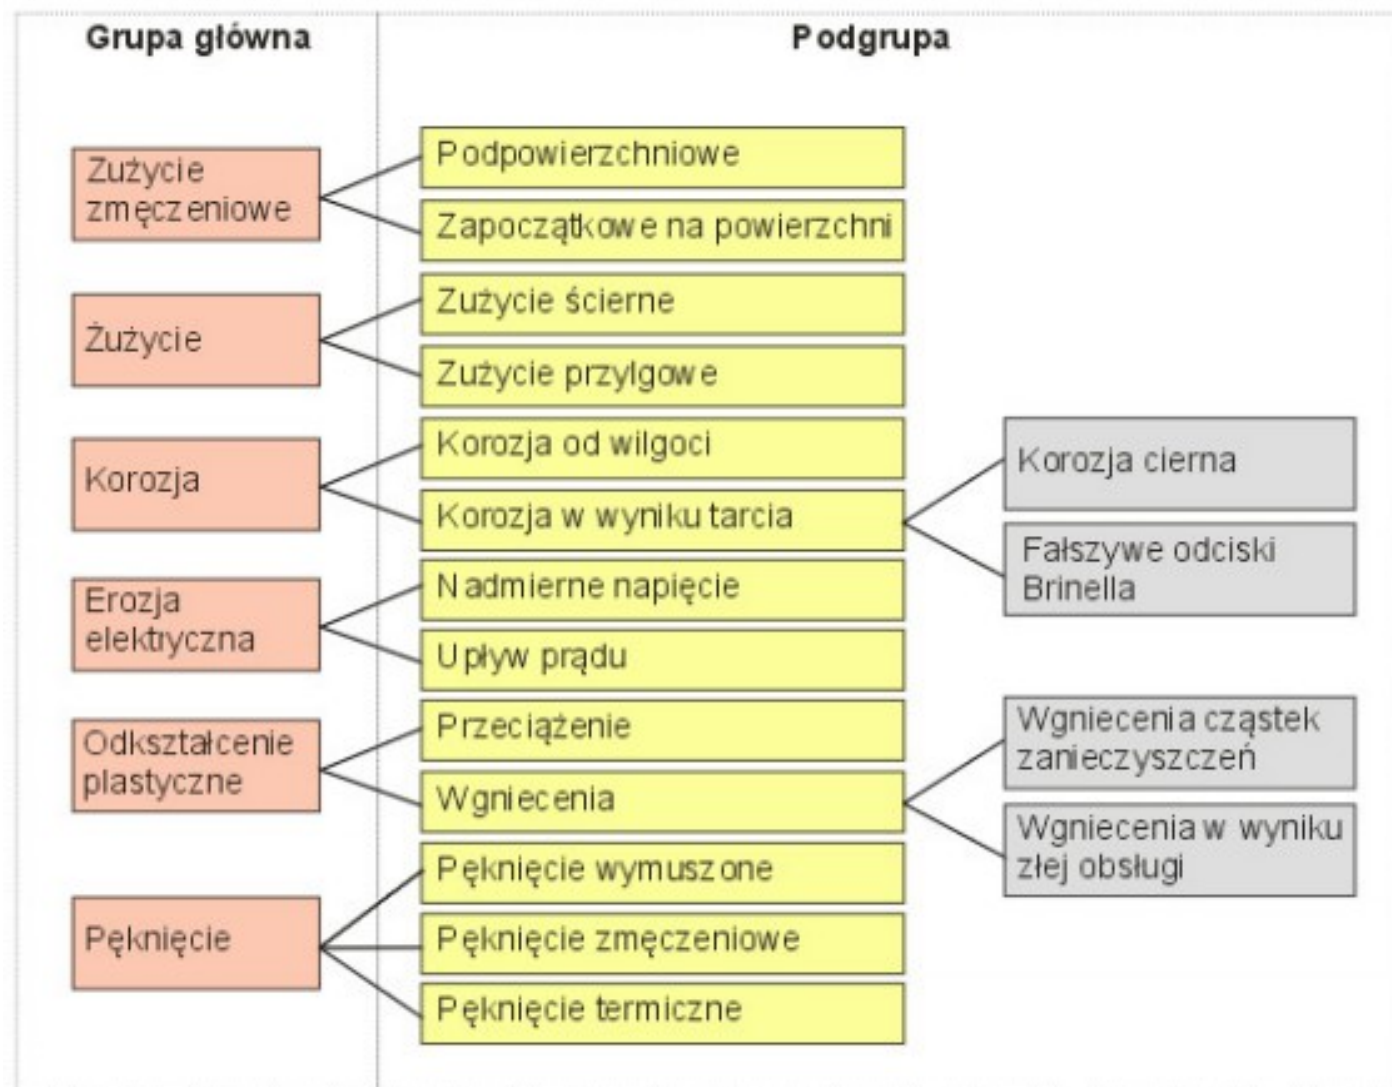 Grupa główna
Podgrupa
Zużycie
zmęczeniowe
Podpowierzchniowe
Zapoczątkowe na powierzchni
Żużycie
Zużycie ścierne
Zużycie przylgowe
Korozja
Korozja od wilgoci
Korozja w wyniku tarcia
Korozja cierna
Fałszywe odciski
Brinella
Erozja
elektryczna
Nadmierne napięcie
Upływ prądu
Odkształcenie
plastyczne
Przeciążenie
Wgniecenia
Wgniecenia cząstek
zanieczyszczeń
Wgniecenia w wyniku
złej obsługi
Pęknięcie
Pęknięcie wymuszone
Pęknięcie zmęczeniowe
Pęknięcie termiczne